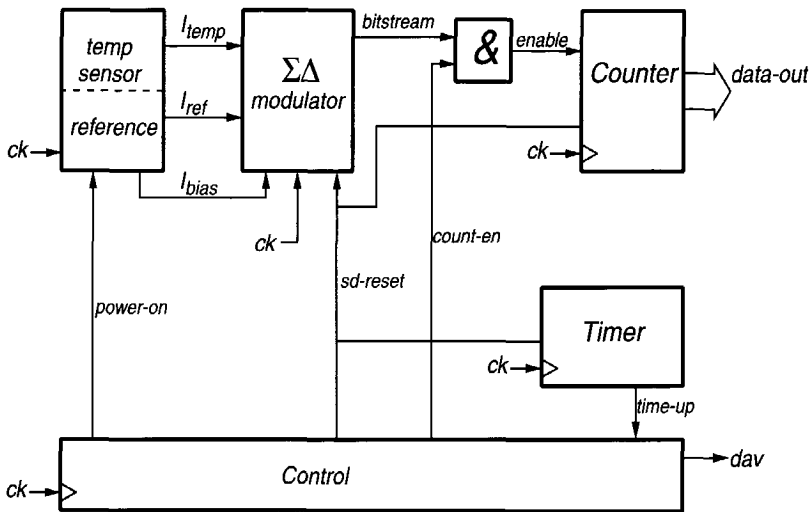 temp
sensor
reference
ck
I_temp
I_ref
I_bias
ΣΔ
modulator
ck
bitstream
&
enable
Counter
ck
data-out
power-on
sd-reset
count-en
Timer
ck
time-up
Control
ck
dav